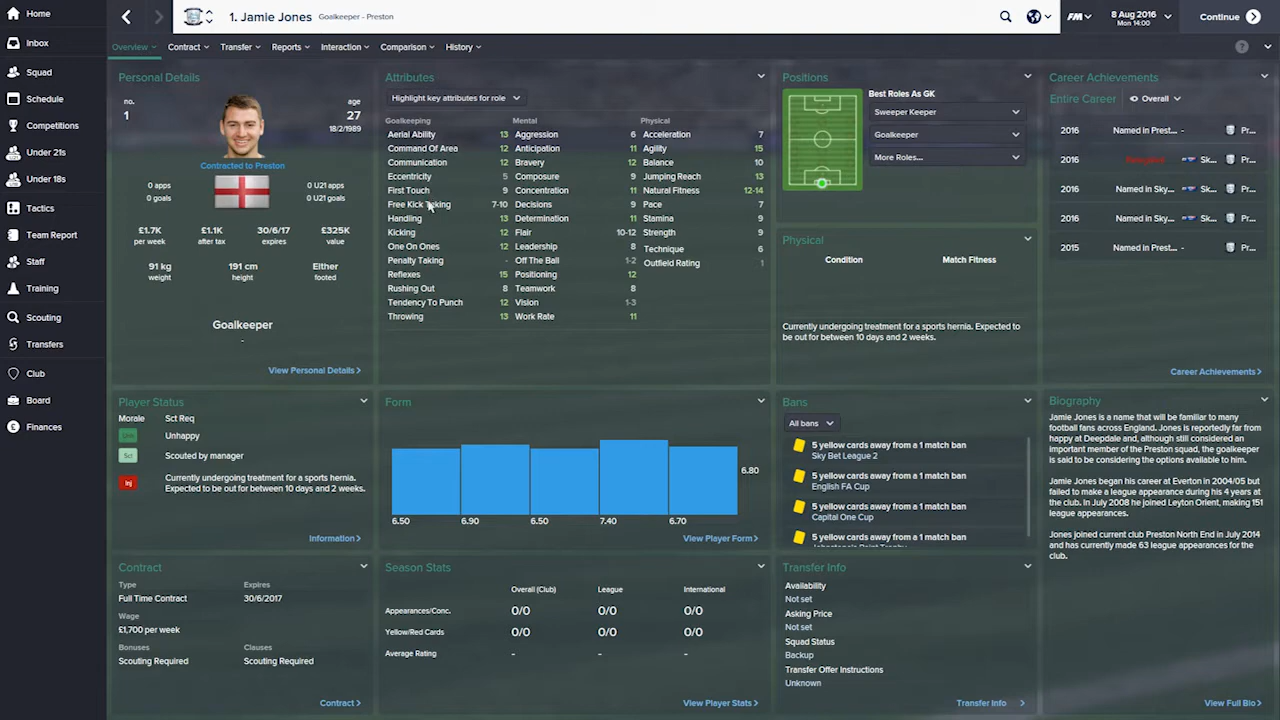 Home
1. Jamie Jones
Goalkeeper - Preston
FM
8 Aug 2016
Mon 14:00
Continue
Inbox
Squad
Schedule
Competitions
Under 21s
Under 18s
Tactics
Team Report
Staff
Training
Scouting
Transfers
Club
Board
Finances
Overview
Contract
Transfer
Reports
Interaction
Comparison
History
Personal Details
no.
1
age
27
18/2/1989
Contracted to Preston
0 apps
0 goals
0 U21 apps
0 U21 goals
£1.7K
per week
£1.1K
after tax
30/6/17
expires
£325K
value
91 kg
weight
191 cm
height
Either
footed
Goalkeeper
-
View Personal Details >
Attributes
Highlight key attributes for role
Goalkeeping Mental Physical
Aerial Ability 13 Aggression 6 Acceleration 7
Command Of Area 12 Anticipation 11 Agility 15
Communication 12 Bravery 12 Balance 10
Eccentricity 5 Composure 9 Jumping Reach 13
First Touch 9 Concentration 11 Natural Fitness 12-14
Free Kick Taking 7-10 Decisions 9 Pace 7
Handling 13 Determination 11 Stamina 9
Kicking 12 Flair 10-12 Strength 9
One On Ones 12 Leadership 8 Technique 6
Penalty Taking - Off The Ball 1-2 Outfield Rating 1
Reflexes 15 Positioning 12
Rushing Out 8 Teamwork 8
Tendency To Punch 12 Vision 1-3
Throwing 13 Work Rate 11
Positions
Best Roles As GK
Sweeper Keeper
Goalkeeper
More Roles...
Physical
Condition Match Fitness
Currently undergoing treatment for a sports hernia. Expected to
be out for between 10 days and 2 weeks.
Career Achievements
Entire Career
Overall
2016 Named in Prest... - Pr...
2016 Sk... Pr...
2016 Named in Sky... Sk... Pr...
2016 Named in Sky... Sk... Pr...
2015 Named in Prest... - Pr...
Career Achievements >
Player Status
Morale Sct Req
Unhappy
Sct Scouted by manager
Inj Currently undergoing treatment for a sports hernia.
Expected to be out for between 10 days and 2 weeks.
Information >
Form
6.80
6.50 6.90 6.50 7.40 6.70
View Player Form >
Bans
All bans
5 yellow cards away from a 1 match ban
Sky Bet League 2
5 yellow cards away from a 1 match ban
English FA Cup
5 yellow cards away from a 1 match ban
Capital One Cup
5 yellow cards away from a 1 match ban
Johnstone's Paint Trophy
Biography
Jamie Jones is a name that will be familiar to many
football fans across England. Jones is reportedly far from
happy at Deepdale and, although still considered an
important member of the Preston squad, the goalkeeper
is said to be considering the options available to him.
Jamie Jones began his career at Everton in 2004/05 but
failed to make a league appearance during his 4 years at
the club. In July 2008 he joined Leyton Orient, making 151
league appearances.
Jones joined current club Preston North End in July 2014
and has currently made 63 league appearances for the
club.
View Full Bio >
Contract
Type
Full Time Contract
Expires
30/6/2017
Wage
£1,700 per week
Bonuses
Scouting Required
Clauses
Scouting Required
Contract >
Season Stats
Overall (Club) League International
Appearances/Conc. 0/0 0/0 0/0
Yellow/Red Cards 0/0 0/0 0/0
Average Rating - - -
View Player Stats >
Transfer Info
Availability
Not set
Asking Price
Not set
Squad Status
Backup
Transfer Offer Instructions
Unknown
Transfer Info >